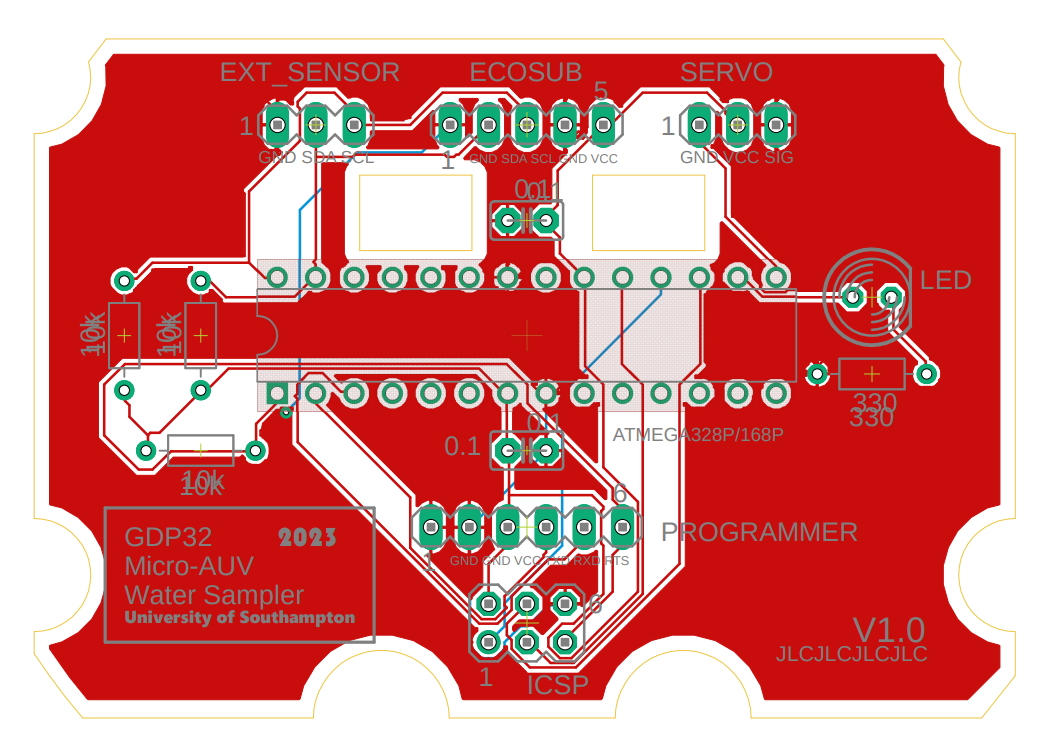 EXT_SENSOR ECOSUB SERVO
5
1 1
GND SDA SCL 1 GND SDA SCL GND VCC GND VCC SIG
0.1 0.1
LED
10k 10k 10k 10k
330
330
0.1
ATMEGA328P/168P
0.1
10k
10k
6
GDP32 2023 PROGRAMMER
Micro-AUV 1 GND GND VCC TXD RXD RTS
Water Sampler 6
University of Southampton
V1.0
JLCJLCJLCJLC
1 ICSP